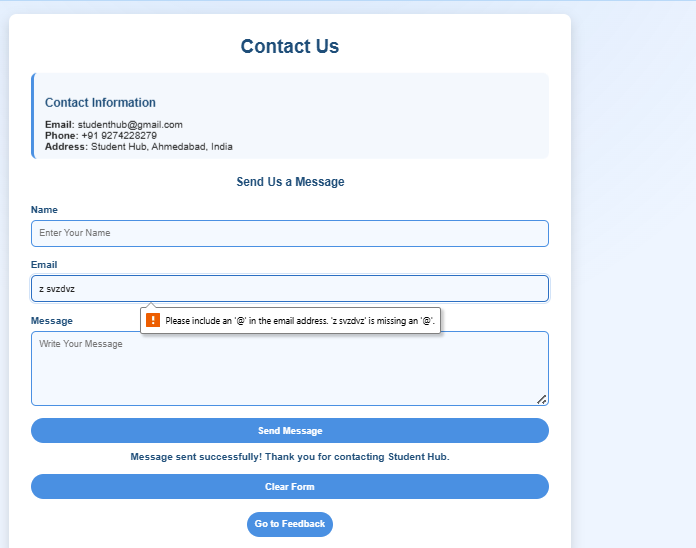 Contact Us
Contact Information
Email: studenthub@gmail.com
Phone: +91 9274228279
Address: Student Hub, Ahmedabad, India
Send Us a Message
Name
Enter Your Name
Email
z svzdvz
Please include an '@' in the email address. 'z svzdvz' is missing an '@'.
Message
Write Your Message
Send Message
Message sent successfully! Thank you for contacting Student Hub.
Clear Form
Go to Feedback